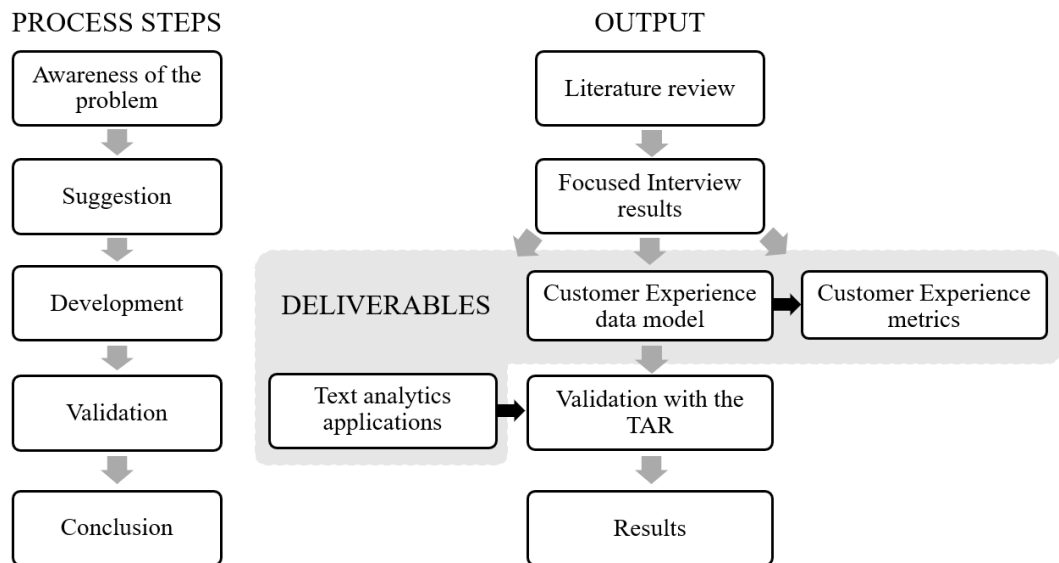 PROCESS STEPS
OUTPUT
Awareness of the
problem
Literature review
Suggestion
Focused Interview
results
Development
DELIVERABLES
Customer Experience
data model
Customer Experience
metrics
Validation
Text analytics
applications
Validation with the
TAR
Conclusion
Results